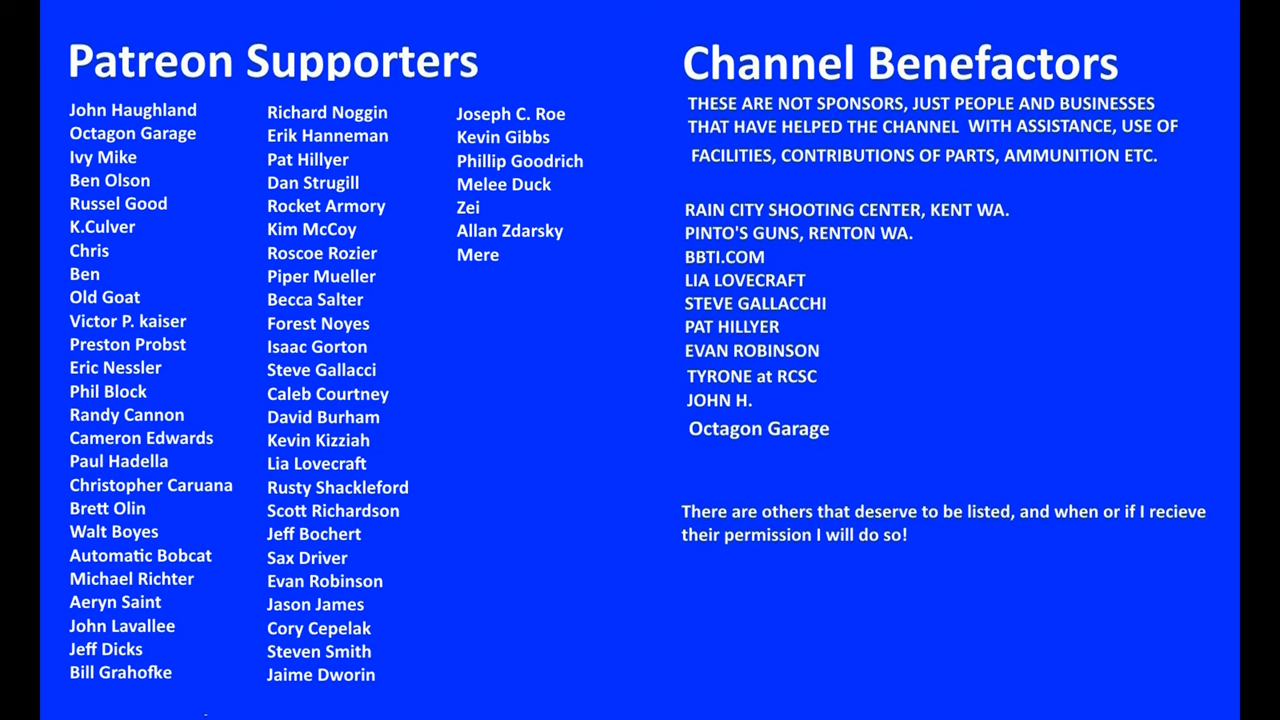 Patreon Supporters
John Haughland
Octagon Garage
Ivy Mike
Ben Olson
Russel Good
K.Culver
Chris
Ben
Old Goat
Victor P. kaiser
Preston Probst
Eric Nessler
Phil Block
Randy Cannon
Cameron Edwards
Paul Hadella
Christopher Caruana
Brett Olin
Walt Boyes
Automatic Bobcat
Michael Richter
Aeryn Saint
John Lavallee
Jeff Dicks
Bill Grahofke
Richard Noggin
Erik Hanneman
Pat Hillyer
Dan Strugill
Rocket Armory
Kim McCoy
Roscoe Rozier
Piper Mueller
Becca Salter
Forest Noyes
Isaac Gorton
Steve Gallacci
Caleb Courtney
David Burham
Kevin Kizziah
Lia Lovecraft
Rusty Shackleford
Scott Richardson
Jeff Bochert
Sax Driver
Evan Robinson
Jason James
Cory Cepelak
Steven Smith
Jaime Dworin
Joseph C. Roe
Kevin Gibbs
Phillip Goodrich
Melee Duck
Zei
Allan Zdarsky
Mere
Channel Benefactors
THESE ARE NOT SPONSORS, JUST PEOPLE AND BUSINESSES
THAT HAVE HELPED THE CHANNEL WITH ASSISTANCE, USE OF
FACILITIES, CONTRIBUTIONS OF PARTS, AMMUNITION ETC.
RAIN CITY SHOOTING CENTER, KENT WA.
PINTO'S GUNS, RENTON WA.
BBTI.COM
LIA LOVECRAFT
STEVE GALLACCHI
PAT HILLYER
EVAN ROBINSON
TYRONE at RCSC
JOHN H.
Octagon Garage
There are others that deserve to be listed, and when or if I recieve
their permission I will do so!